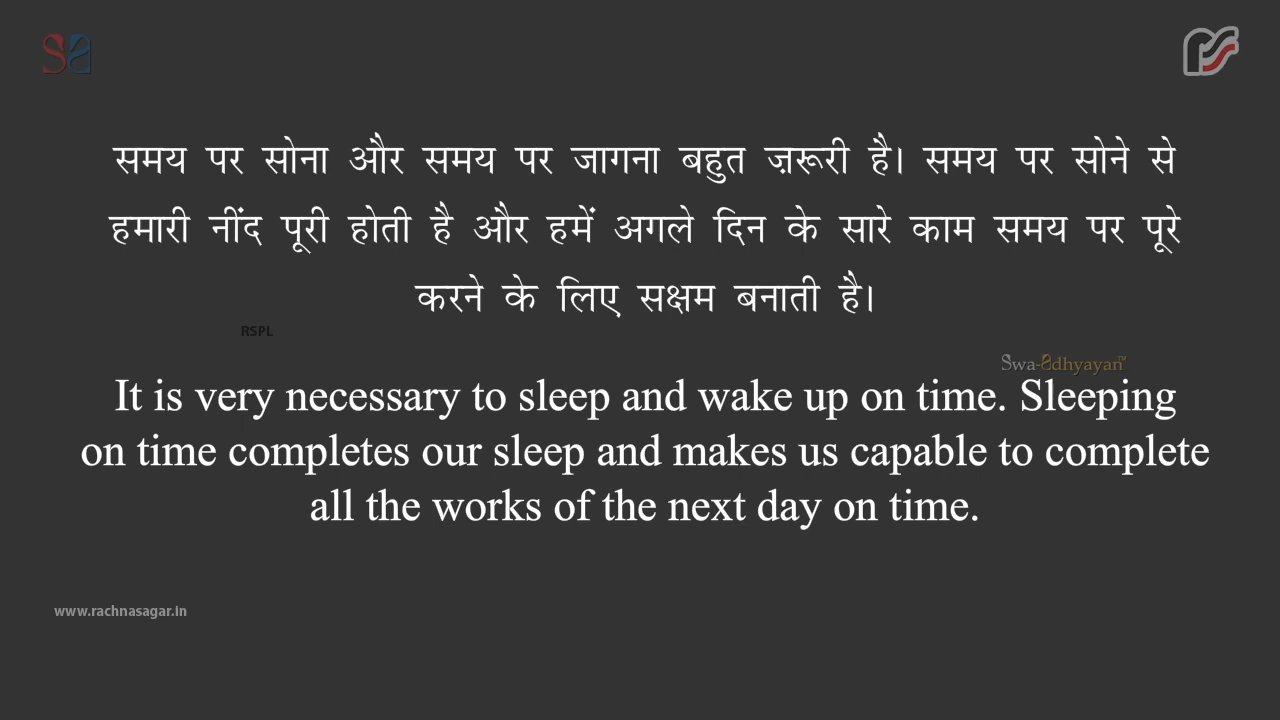 समय पर सोना और समय पर जागना बहुत ज़रूरी है। समय पर सोने से
हमारी नींद पूरी होती है और हमें अगले दिन के सारे काम समय पर पूरे
करने के लिए सक्षम बनाती है।
RSPL
Swa-adhyayan™
It is very necessary to sleep and wake up on time. Sleeping
on time completes our sleep and makes us capable to complete
all the works of the next day on time.
www.rachnasagar.in